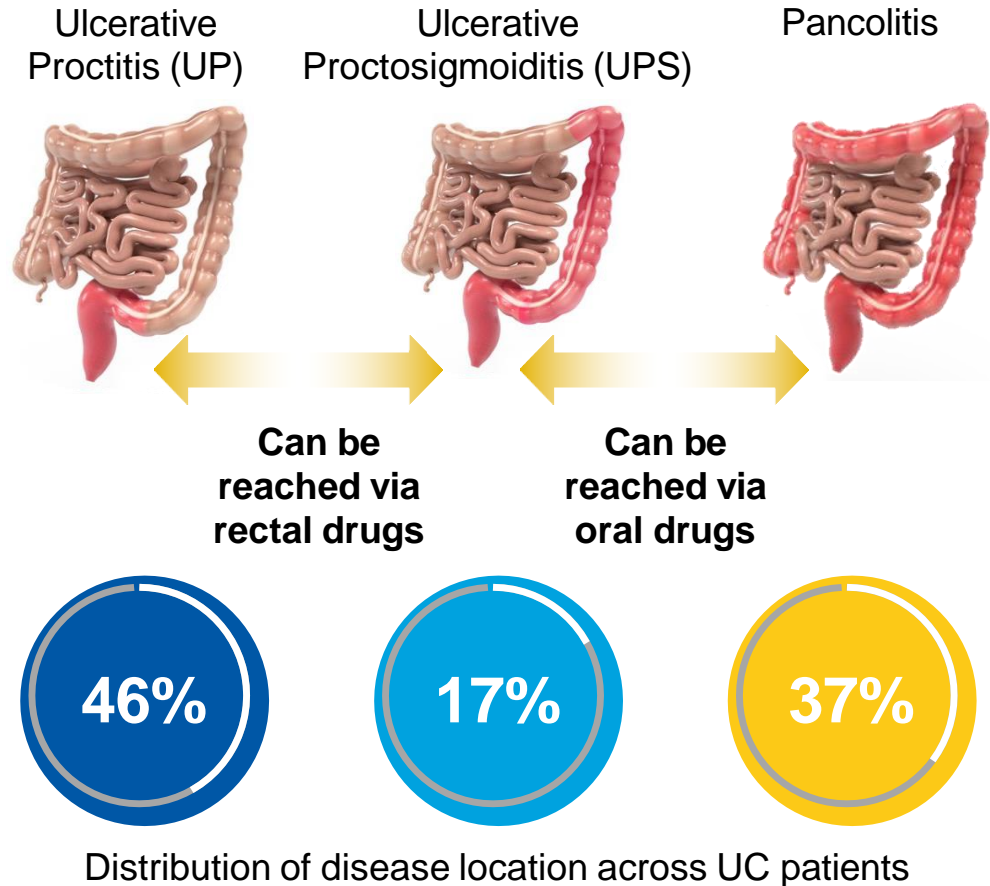 Ulcerative
Proctitis (UP)
Ulcerative
Proctosigmoiditis (UPS)
Pancolitis
Can be
reached via
rectal drugs
Can be
reached via
oral drugs
46%
17%
37%
Distribution of disease location across UC patients